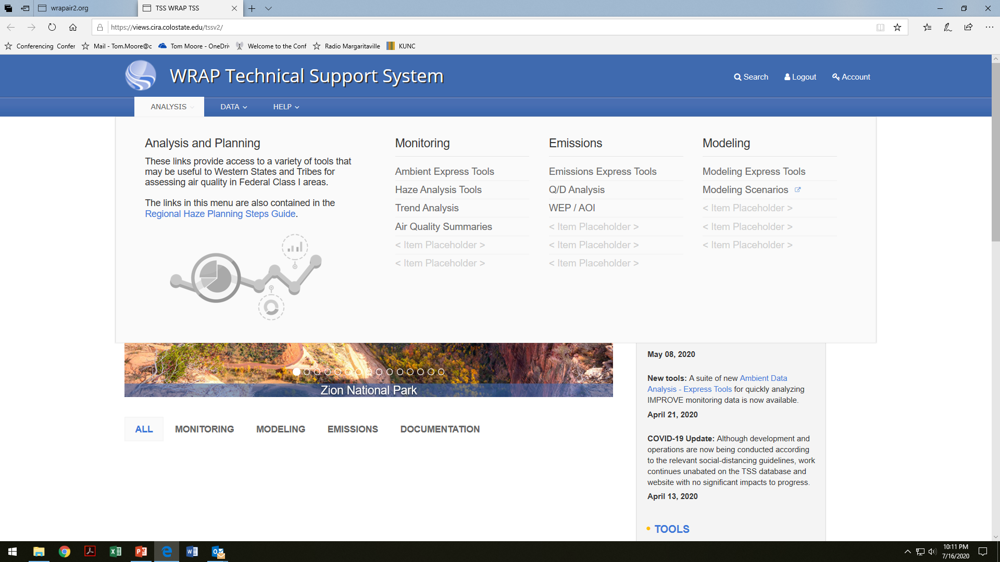 wrapair2.org
TSS WRAP TSS
https://views.cira.colostate.edu/tssv2/
Conferencing Confer
Mail - Tom.Moore@c
Tom Moore - OneDri
Welcome to the Conf
Radio Margaritaville
KUNC
WRAP Technical Support System
Search
Logout
Account
ANALYSIS
DATA
HELP
Analysis and Planning
These links provide access to a variety of tools that
may be useful to Western States and Tribes for
assessing air quality in Federal Class I areas.
The links in this menu are also contained in the
Regional Haze Planning Steps Guide.
Monitoring
Ambient Express Tools
Haze Analysis Tools
Trend Analysis
Air Quality Summaries
< Item Placeholder >
< Item Placeholder >
Emissions
Emissions Express Tools
Q/D Analysis
WEP / AOI
< Item Placeholder >
< Item Placeholder >
< Item Placeholder >
Modeling
Modeling Express Tools
Modeling Scenarios
< Item Placeholder >
< Item Placeholder >
< Item Placeholder >
Zion National Park
ALL
MONITORING
MODELING
EMISSIONS
DOCUMENTATION
May 08, 2020
New tools: A suite of new Ambient Data
Analysis - Express Tools for quickly analyzing
IMPROVE monitoring data is now available.
April 21, 2020
COVID-19 Update: Although development and
operations are now being conducted according
to the relevant social-distancing guidelines, work
continues unabated on the TSS database and
website with no significant impacts to progress.
April 13, 2020
TOOLS
10:11 PM
7/16/2020